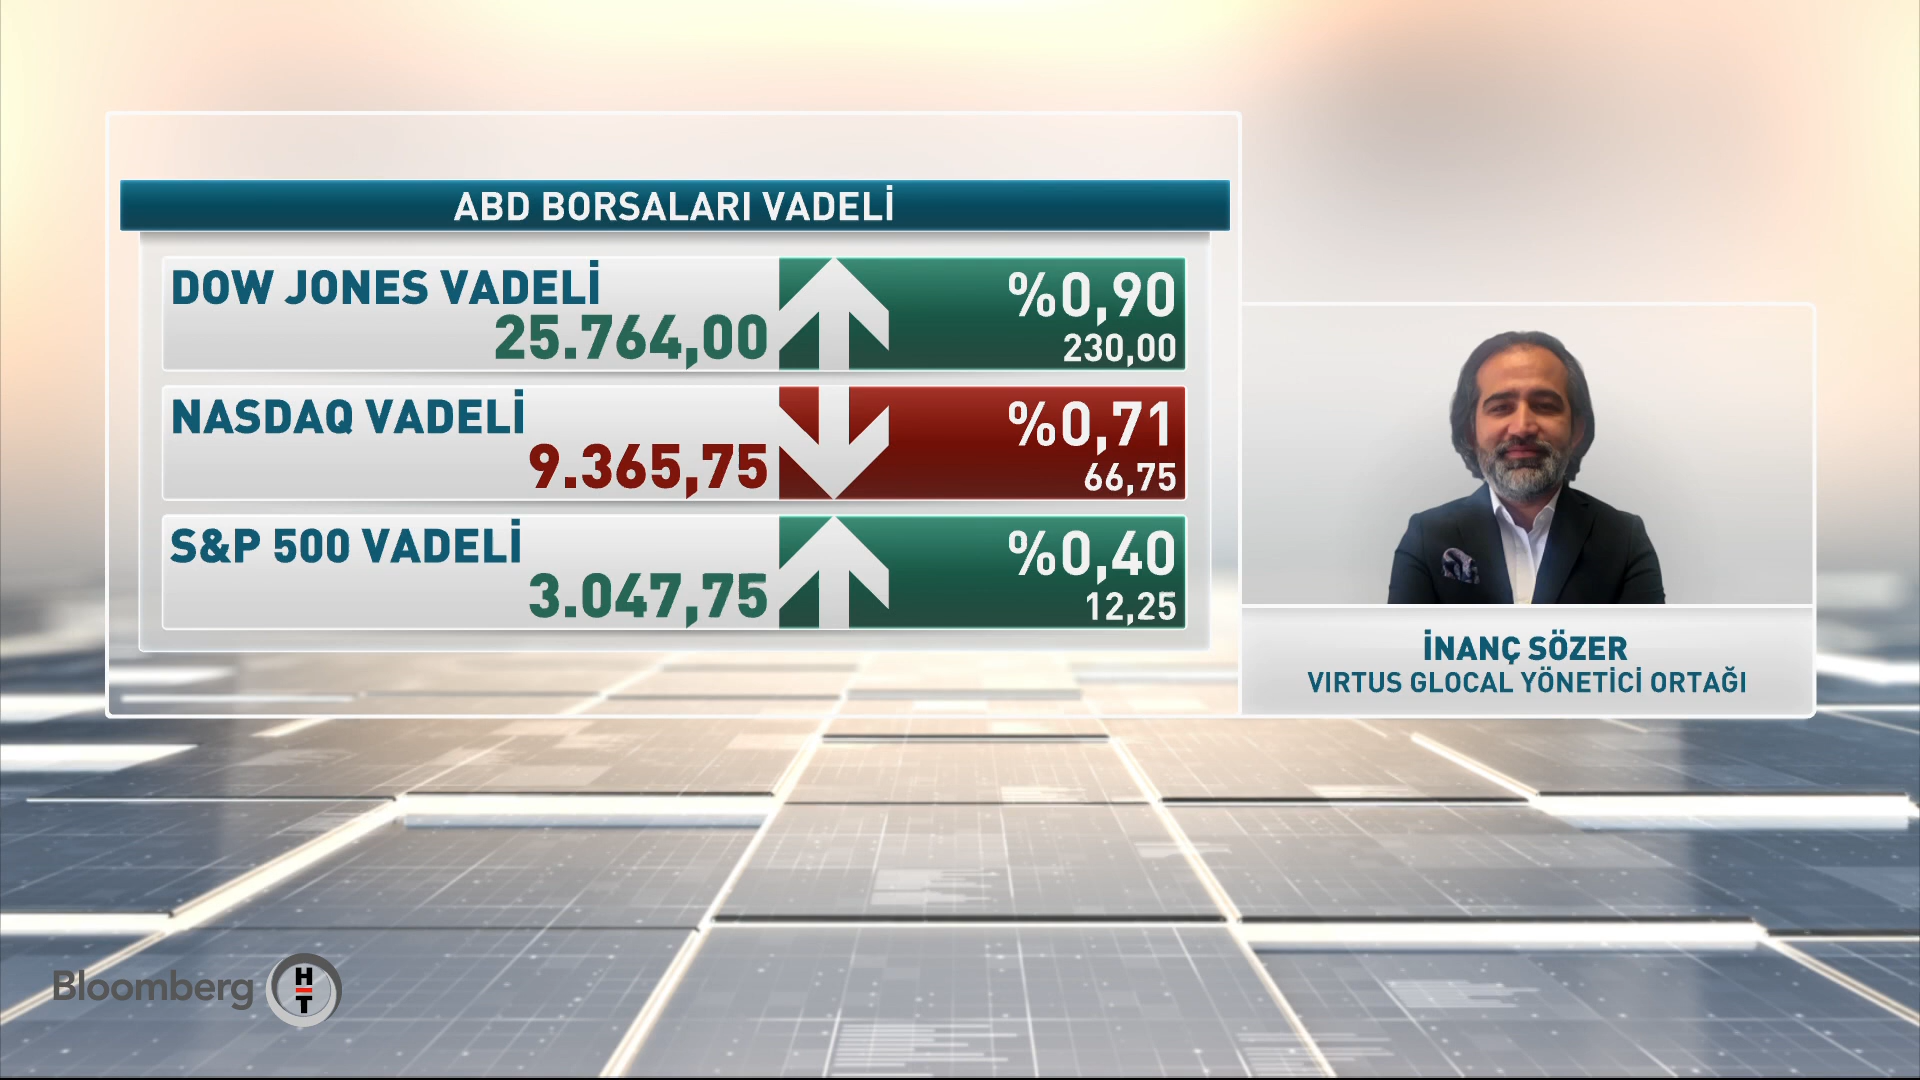 ABD BORSALARI VADELİ
DOW JONES VADELİ
25.764,00
%0,90
230,00
NASDAQ VADELİ
9.365,75
%0,71
66,75
S&P 500 VADELİ
3.047,75
%0,40
12,25
İNANÇ SÖZER
VIRTUS GLOCAL YÖNETİCİ ORTAĞI
Bloomberg HT